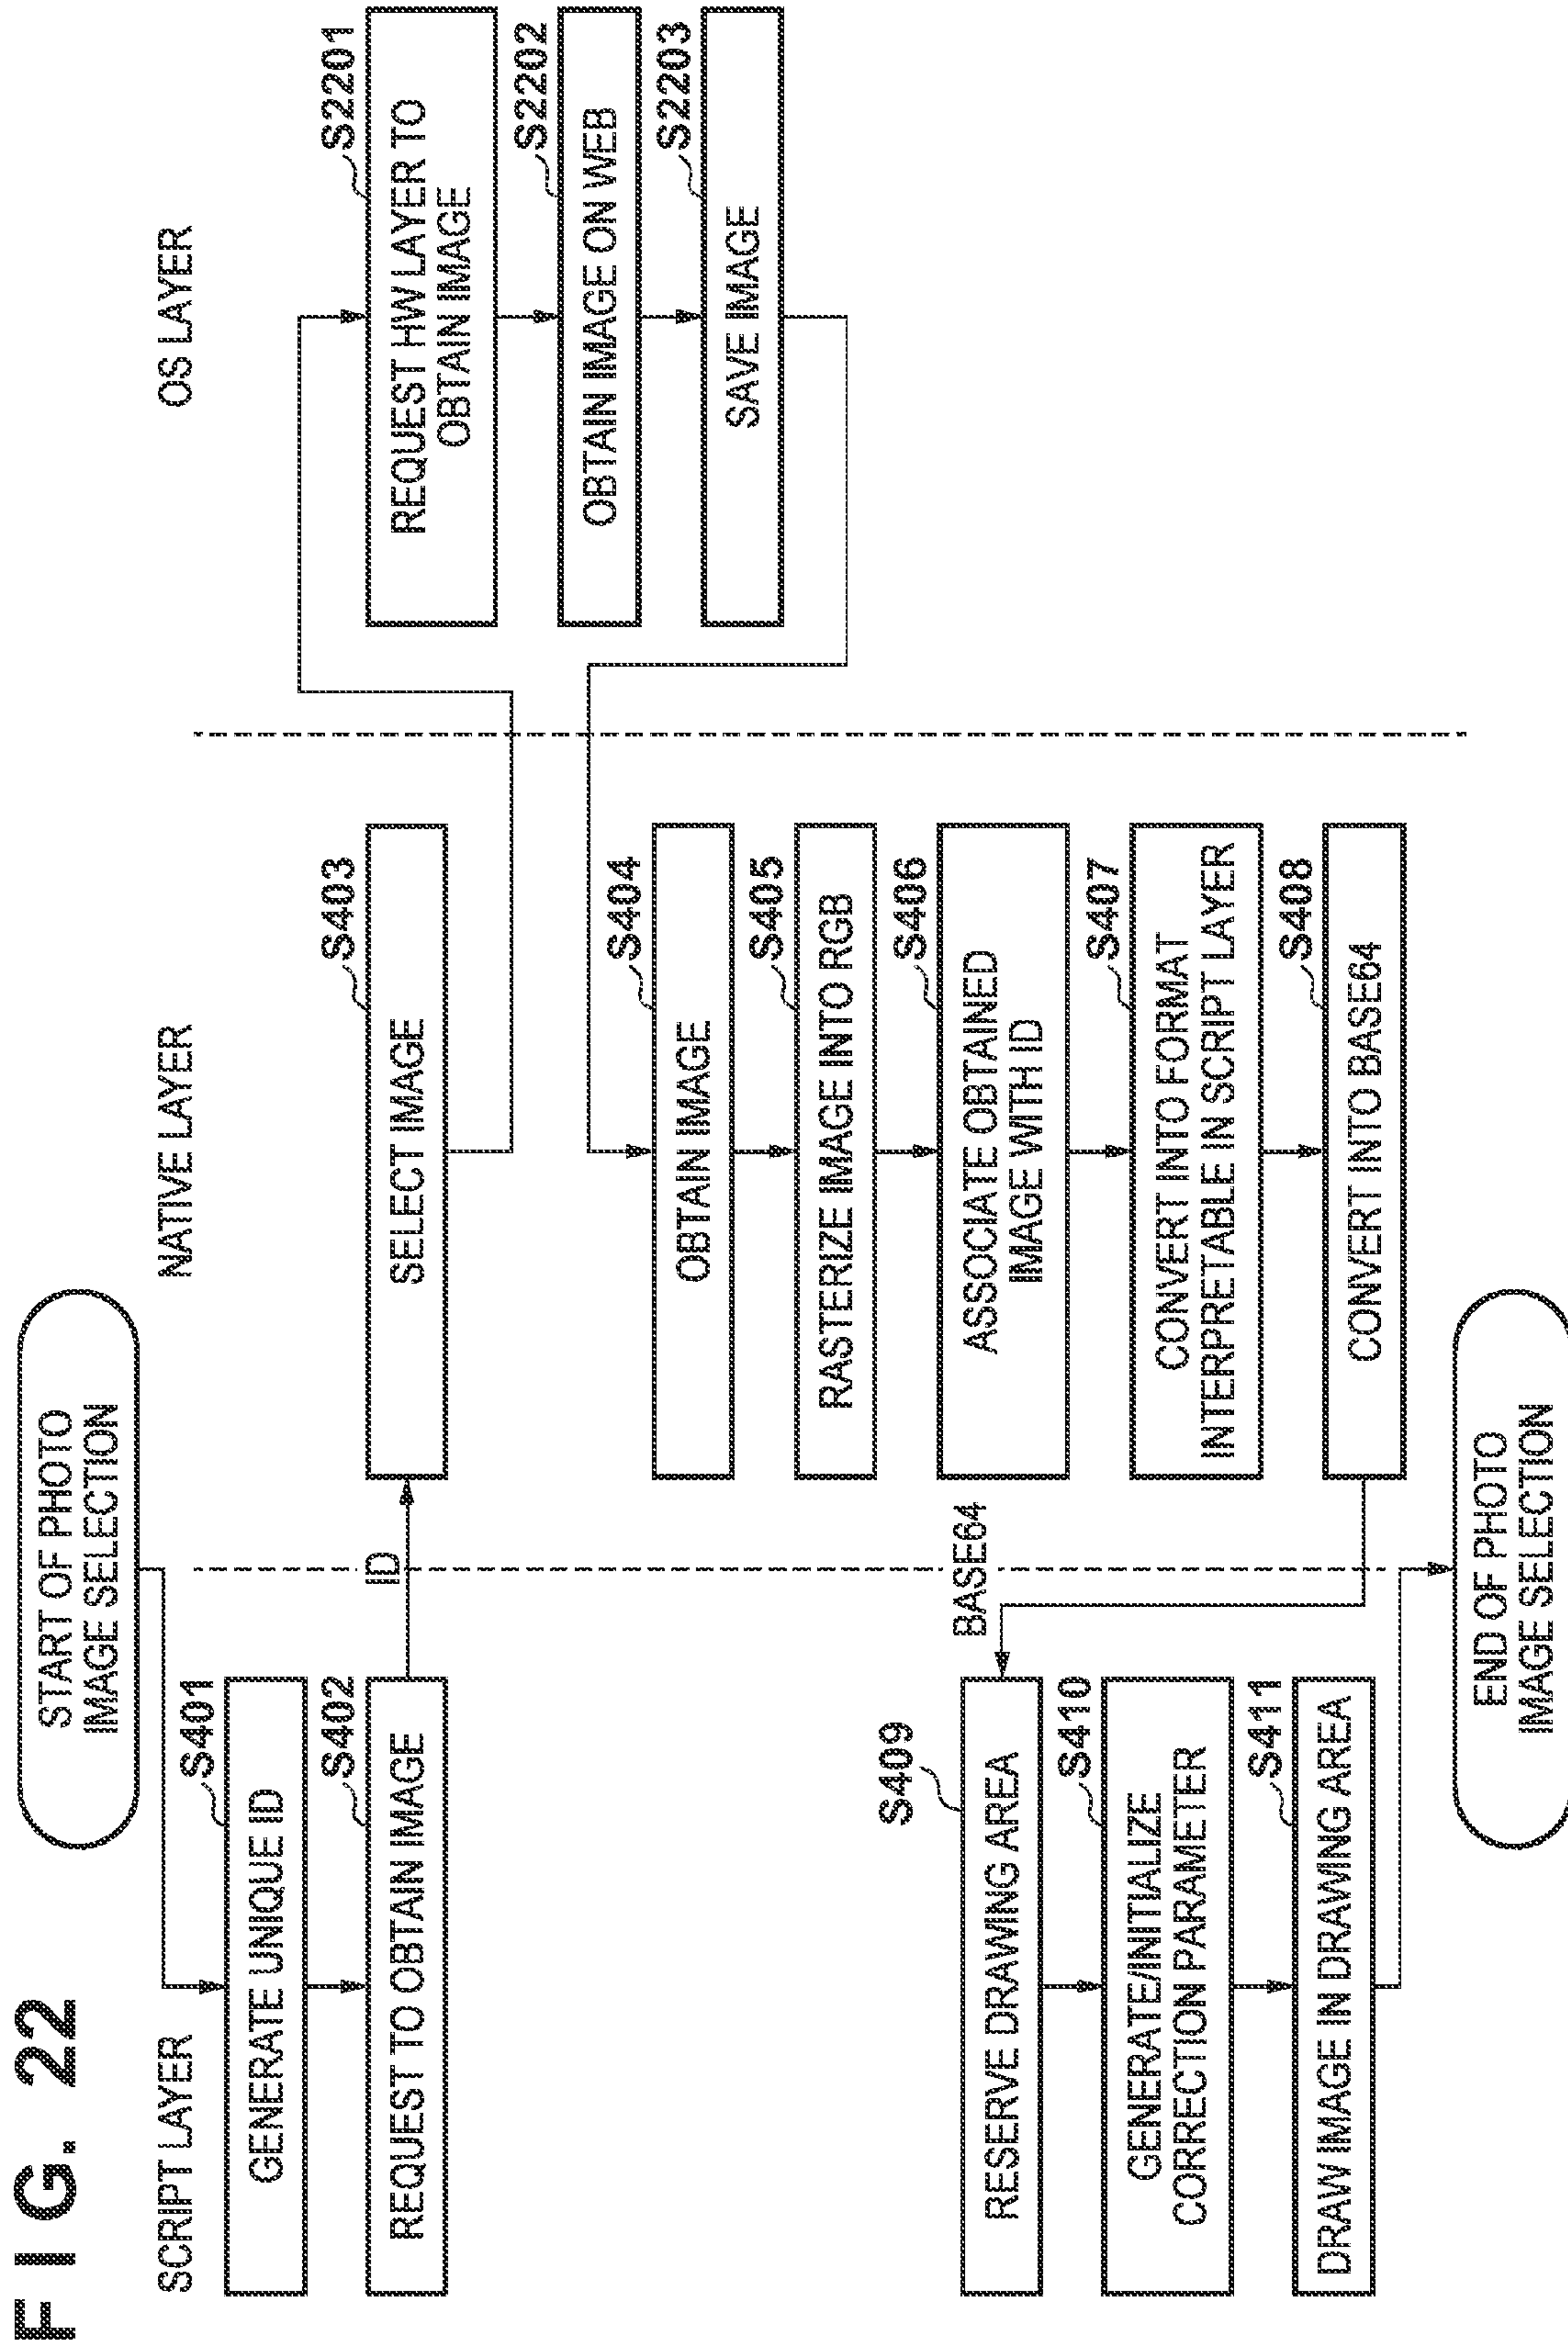 FIG. 22
START OF PHOTO
IMAGE SELECTION
SCRIPT LAYER
NATIVE LAYER
OS LAYER
S401
GENERATE UNIQUE ID
S402
REQUEST TO OBTAIN IMAGE
ID
S403
SELECT IMAGE
S2201
REQUEST HW LAYER TO
OBTAIN IMAGE
S2202
OBTAIN IMAGE ON WEB
S2203
SAVE IMAGE
S404
OBTAIN IMAGE
S405
RASTERIZE IMAGE INTO RGB
S406
ASSOCIATE OBTAINED
IMAGE WITH ID
S407
CONVERT INTO FORMAT
INTERPRETABLE IN SCRIPT LAYER
S408
CONVERT INTO BASE64
BASE64
S409
RESERVE DRAWING AREA
S410
GENERATE/INITIALIZE
CORRECTION PARAMETER
S411
DRAW IMAGE IN DRAWING AREA
END OF PHOTO
IMAGE SELECTION